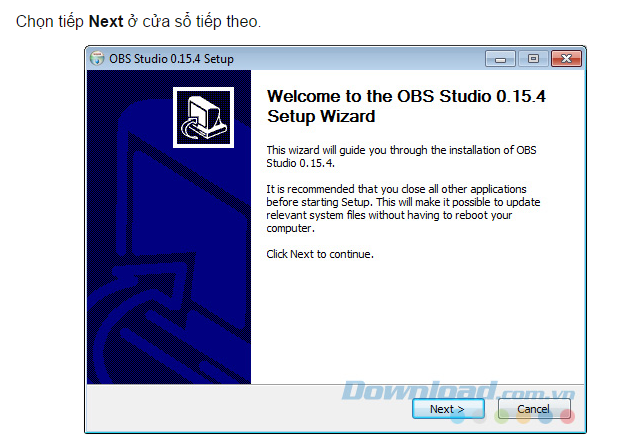 Chọn tiếp Next ở cửa sổ tiếp theo.
OBS Studio 0.15.4 Setup
Welcome to the OBS Studio 0.15.4
Setup Wizard
This wizard will guide you through the installation of OBS
Studio 0.15.4.
It is recommended that you close all other applications
before starting Setup. This will make it possible to update
relevant system files without having to reboot your
computer.
Click Next to continue.
Download.com.vn
Next >
Cancel